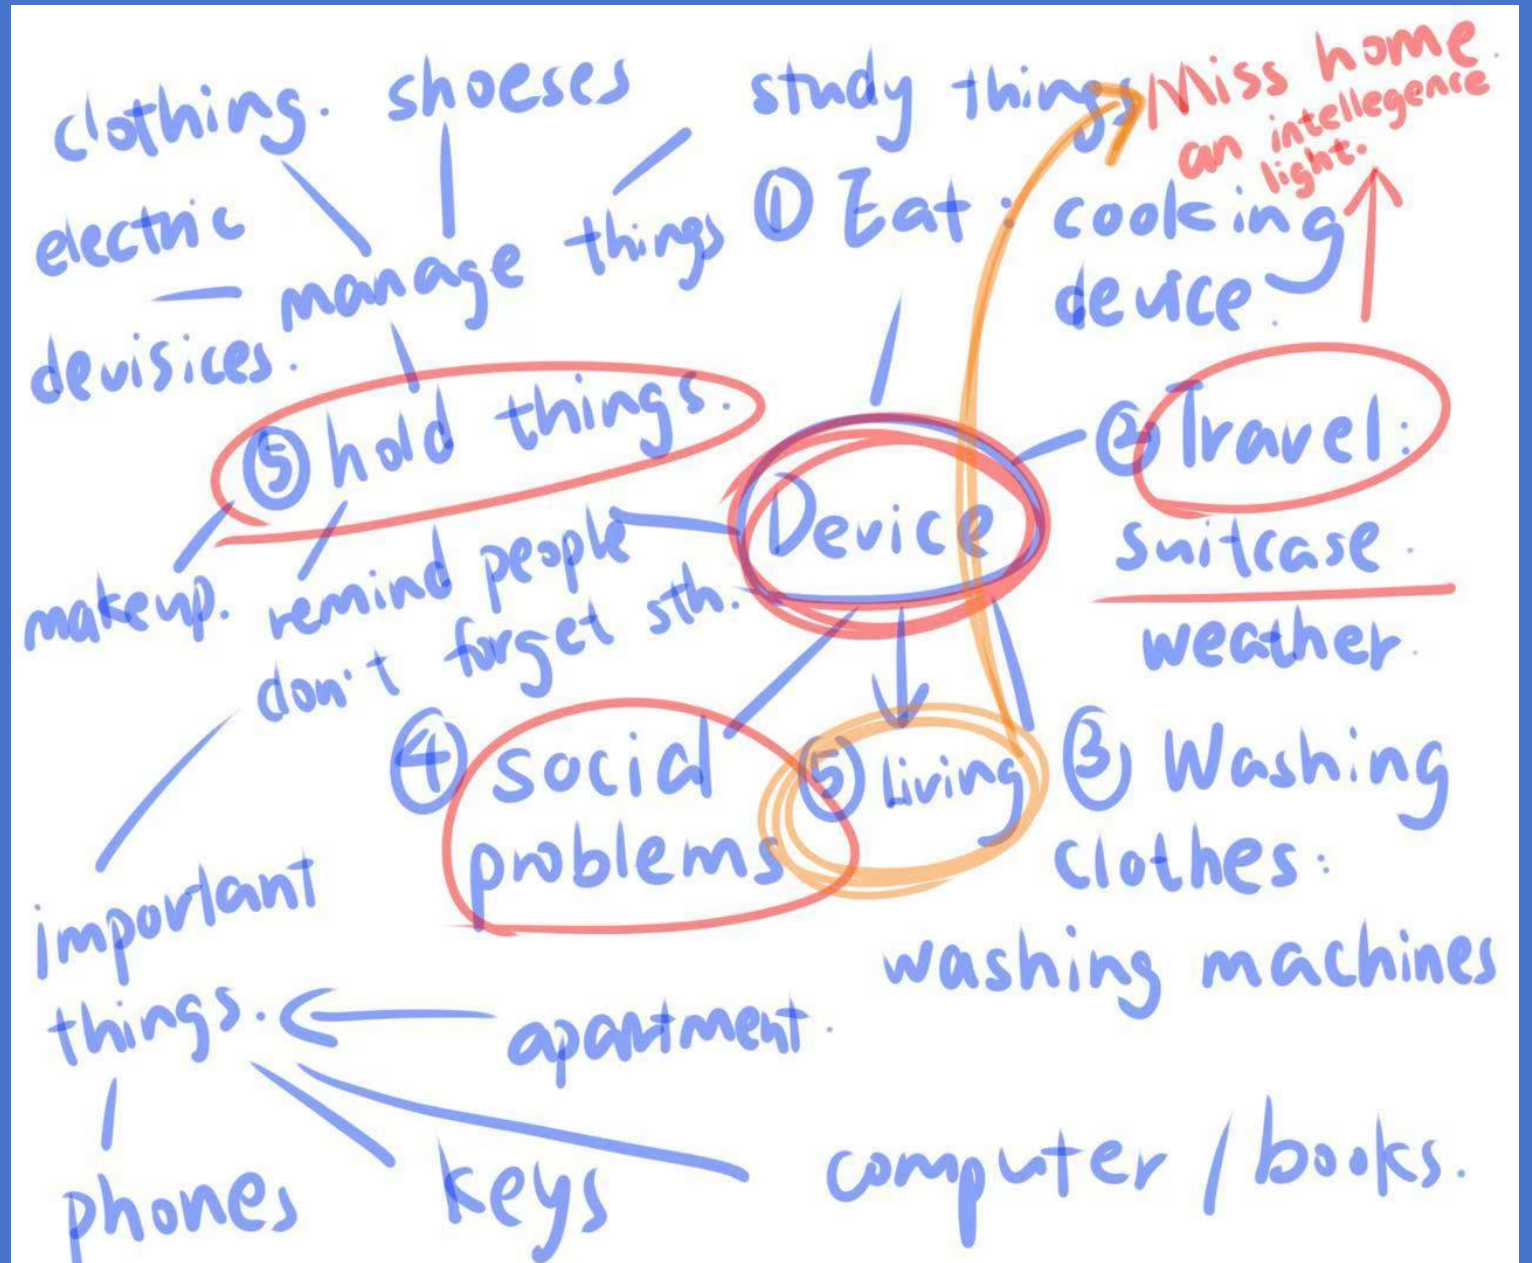 clothing.
shoeses
study things
Miss home.
an intellegence
light.
electric
devisices.
manage things
① Eat : cooking
device.
⑤ hold things.
Device
② Travel:
suitcase.
weather.
makeup.
remind people
don't forget sth.
④ social
problems
⑤ Living
③ Washing
clothes:
washing machines
important
things.
apartment.
phones
keys
computer / books.